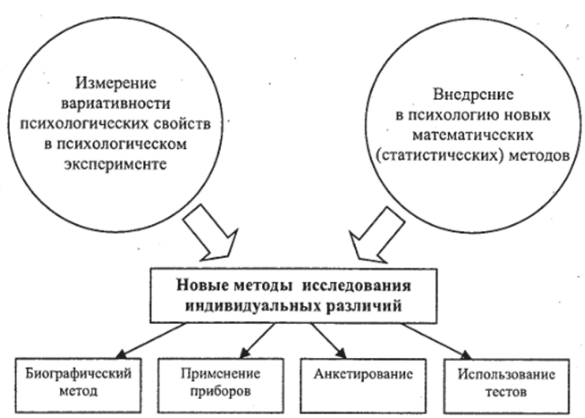 Измерение
вариативности
психологических свойств
в психологическом
эксперименте
Внедрение
в психологию новых
математических
(статистических) методов
Новые методы исследования
индивидуальных различий
Биографический
метод
Применение
приборов
Анкетирование
Использование
тестов